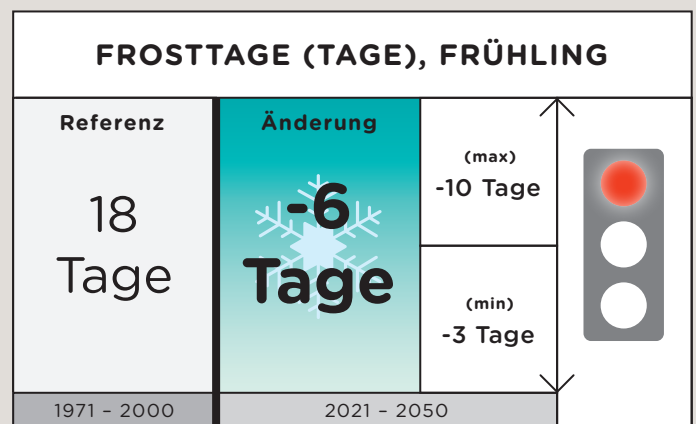 FROSTTAGE (TAGE), FRÜHLING
Referenz
18
Tage
Änderung
-6
Tage
(max)
-10 Tage
(min)
-3 Tage
1971 – 2000
2021 – 2050